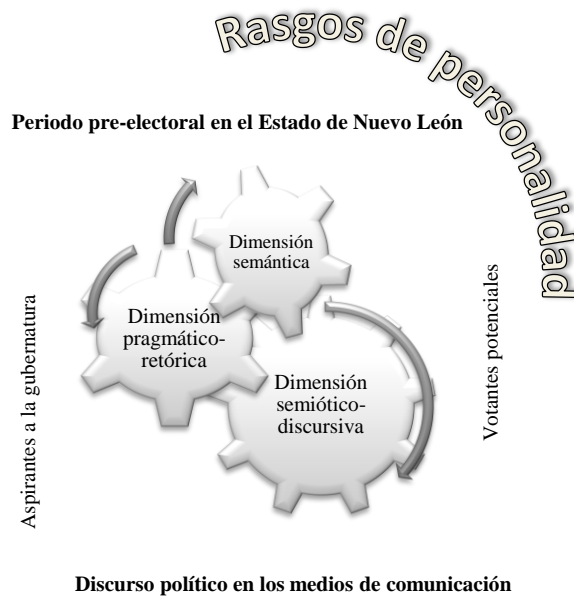 Rasgos de personalidad
Periodo pre-electoral en el Estado de Nuevo León
Dimensión
semántica
Dimensión
pragmático-
retórica
Dimensión
semiótico-
discursiva
Aspirantes a la gubernatura
Votantes potenciales
Discurso político en los medios de comunicación